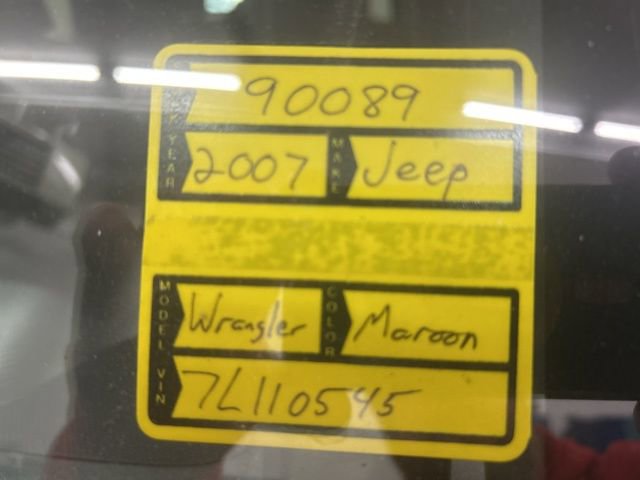 90089
YEAR 2007 MAKE Jeep
MODEL Wrangler COLOR Maroon
VIN 7L110545